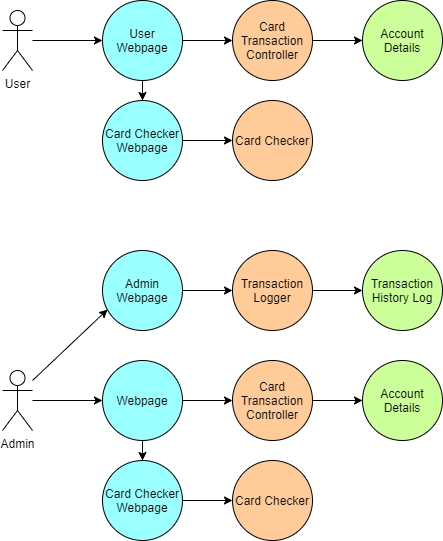 User
User
Webpage
Card
Transaction
Controller
Account
Details
Card Checker
Webpage
Card Checker
Admin
Webpage
Transaction
Logger
Transaction
History Log
Admin
Webpage
Card
Transaction
Controller
Account
Details
Card Checker
Webpage
Card Checker